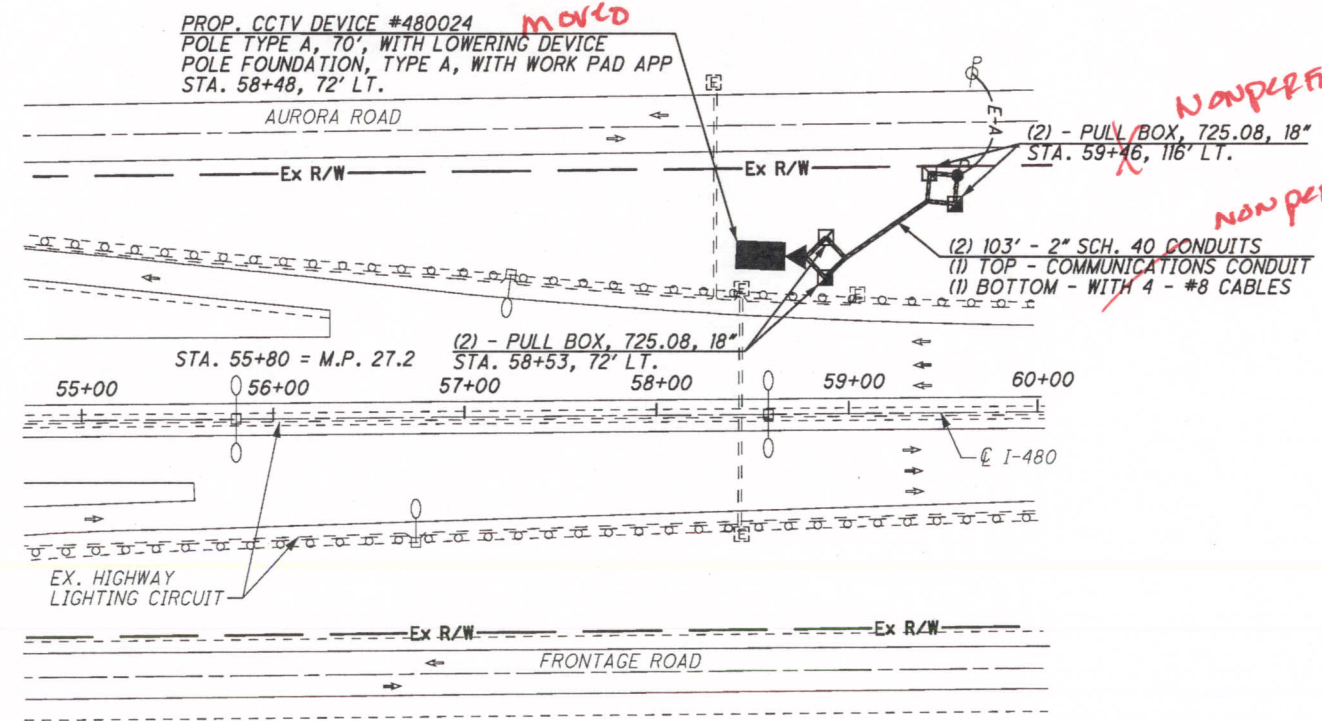 PROP. CCTV DEVICE #480024 MOVED
POLE TYPE A, 70', WITH LOWERING DEVICE
POLE FOUNDATION, TYPE A, WITH WORK PAD APP
STA. 58+48, 72' LT.
AURORA ROAD
Ex R/W
Ex R/W
E
P
E-A
(2) - PULL BOX, 725.08, 18"
STA. 59+46, 116' LT.
(2) 103' - 2" SCH. 40 CONDUITS
(1) TOP - COMMUNICATIONS CONDUIT
(1) BOTTOM - WITH 4 - #8 CABLES
E
E
(2) - PULL BOX, 725.08, 18"
STA. 58+53, 72' LT.
STA. 55+80 = M.P. 27.2
55+00 56+00 57+00 58+00 59+00 60+00
℄ I-480
E
EX. HIGHWAY
LIGHTING CIRCUIT
Ex R/W
Ex R/W
FRONTAGE ROAD